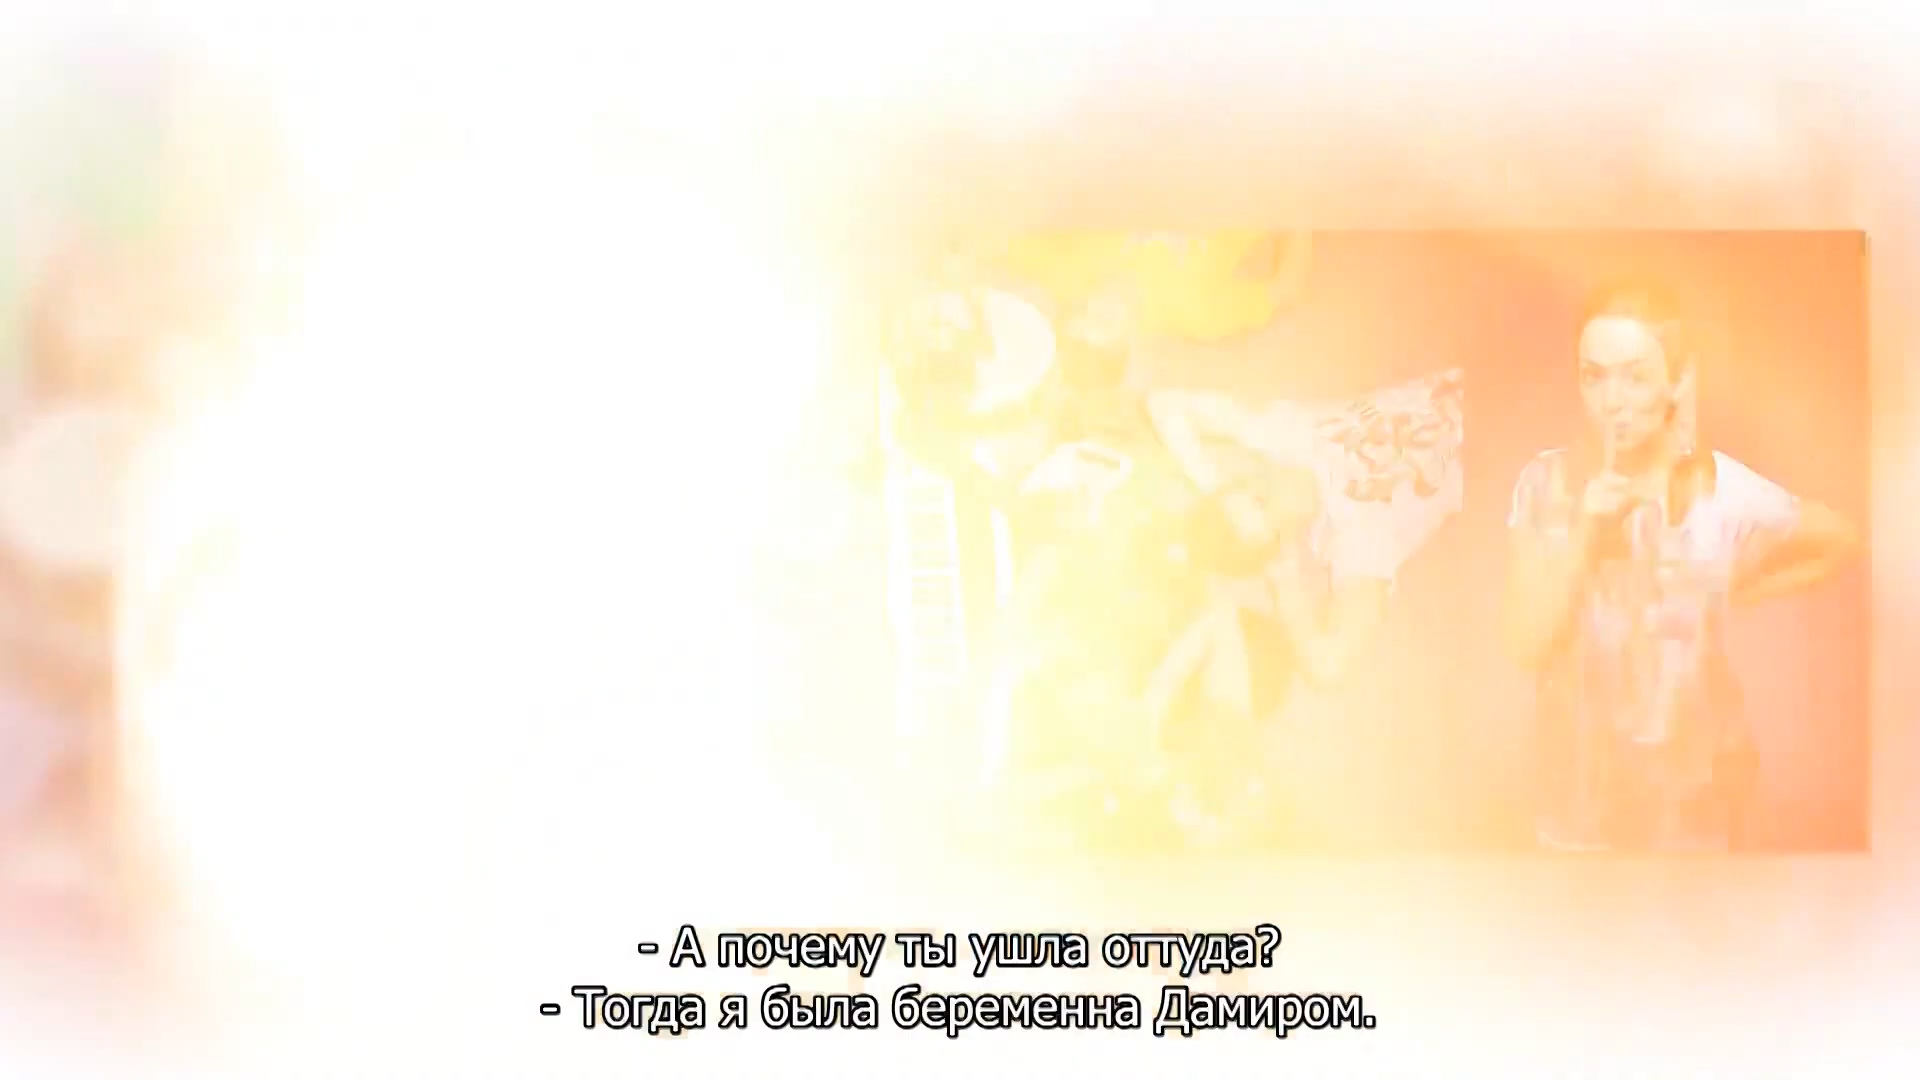 - А почему ты ушла оттуда?
- Тогда я была беременна Дамиром.